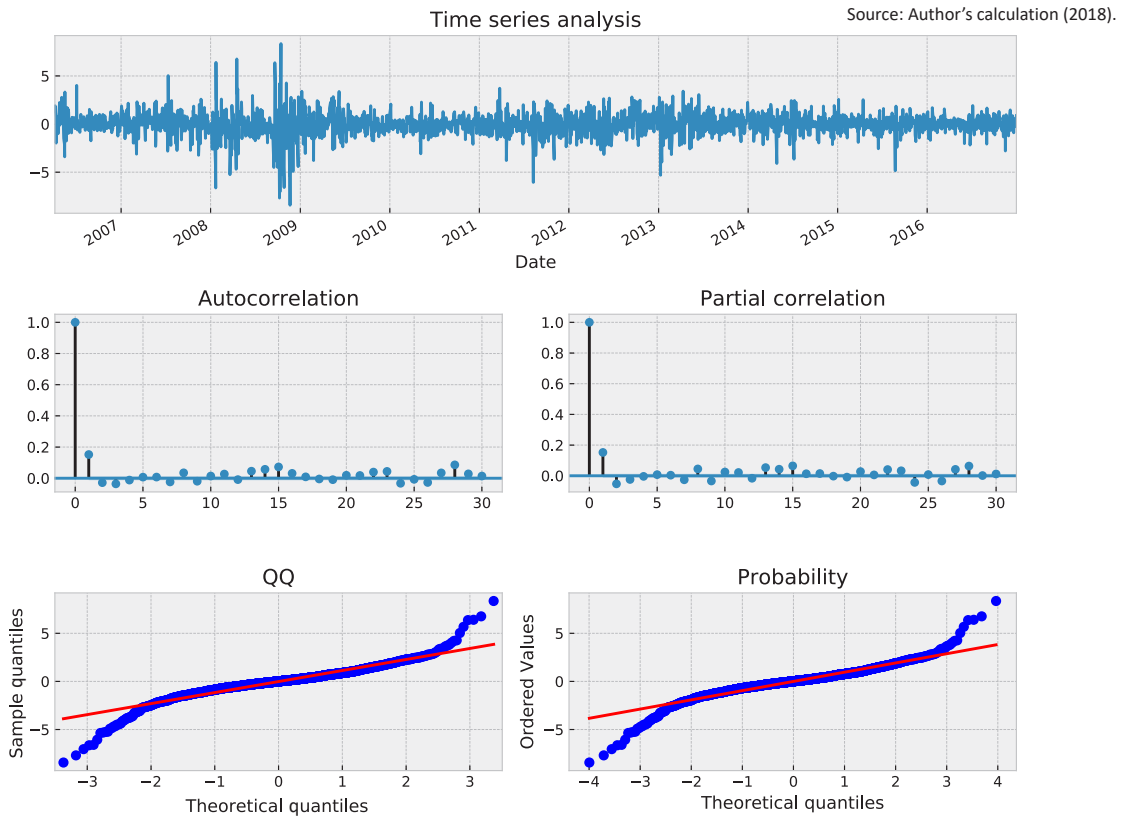 Source: Author’s calculation (2018).
Time series analysis
5
0
−5
2007 2008 2009 2010 2011 2012 2013 2014 2015 2016
Date
Autocorrelation
1.0
0.8
0.6
0.4
0.2
0.0
0 5 10 15 20 25 30
Partial correlation
1.0
0.8
0.6
0.4
0.2
0.0
0 5 10 15 20 25 30
QQ
Sample quantiles
5
0
−5
−3 −2 −1 0 1 2 3
Theoretical quantiles
Probability
Ordered Values
5
0
−5
−4 −3 −2 −1 0 1 2 3 4
Theoretical quantiles